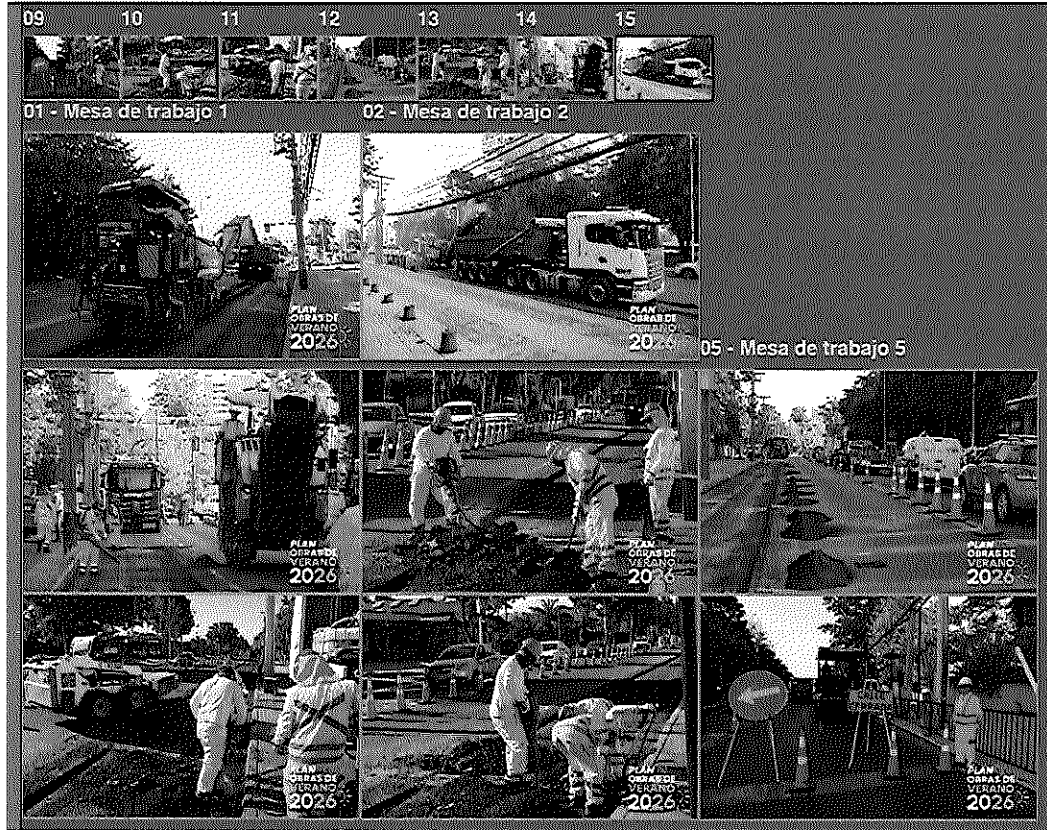 09 10 11 12 13 14 15
01 - Mesa de trabajo 1 02 - Mesa de trabajo 2
PLAN
OBRAS DE
VERANO
2026
PLAN
OBRAS DE
VERANO
2026
05 - Mesa de trabajo 5
PLAN
OBRAS DE
VERANO
2026
PLAN
OBRAS DE
VERANO
2026
PLAN
OBRAS DE
VERANO
2026
PLAN
OBRAS DE
VERANO
2026
PLAN
OBRAS DE
VERANO
2026
PLAN
OBRAS DE
VERANO
2026